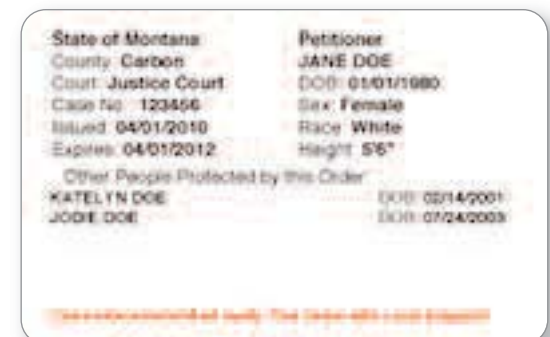 State of Montana
County: Carbon
Court: Justice Court
Case No: 123456
Issued: 04/01/2010
Expires: 04/01/2012
Petitioner
JANE DOE
DOB: 01/01/1980
Sex: Female
Race: White
Height: 5'6"
Other People Protected by this Order:
KATELYN DOE DOB: 02/14/2001
JODIE DOE DOB: 07/24/2003